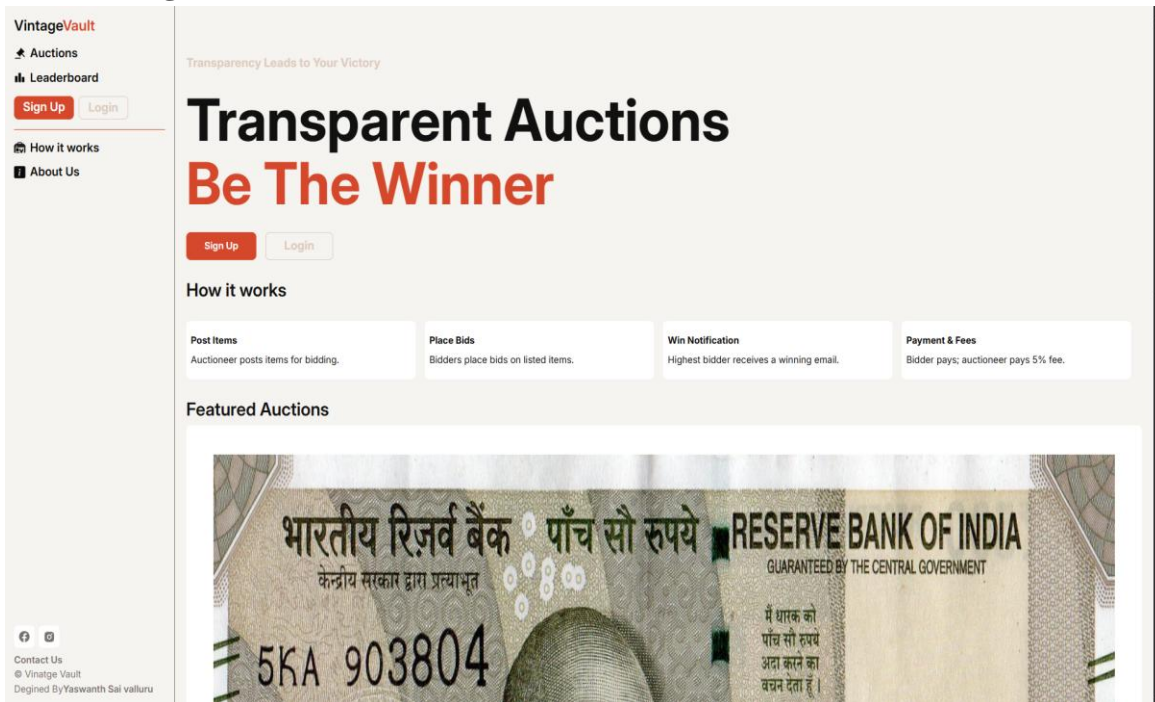 VintageVault
Auctions
Leaderboard
Sign Up Login
How it works
About Us
Contact Us
© Vinatge Vault
Degined ByYaswanth Sai valluru
Transparency Leads to Your Victory
Transparent Auctions
Be The Winner
Sign Up Login
How it works
Post Items
Auctioneer posts items for bidding.
Place Bids
Bidders place bids on listed items.
Win Notification
Highest bidder receives a winning email.
Payment & Fees
Bidder pays; auctioneer pays 5% fee.
Featured Auctions
भारतीय रिज़र्व बैंक पाँच सौ रुपये RESERVE BANK OF INDIA
केन्द्रीय सरकार द्वारा प्रत्याभूत GUARANTEED BY THE CENTRAL GOVERNMENT
मैं धारक को
पाँच सौ रुपये
अदा करने का
वचन देता हूँ।
5KA 903804